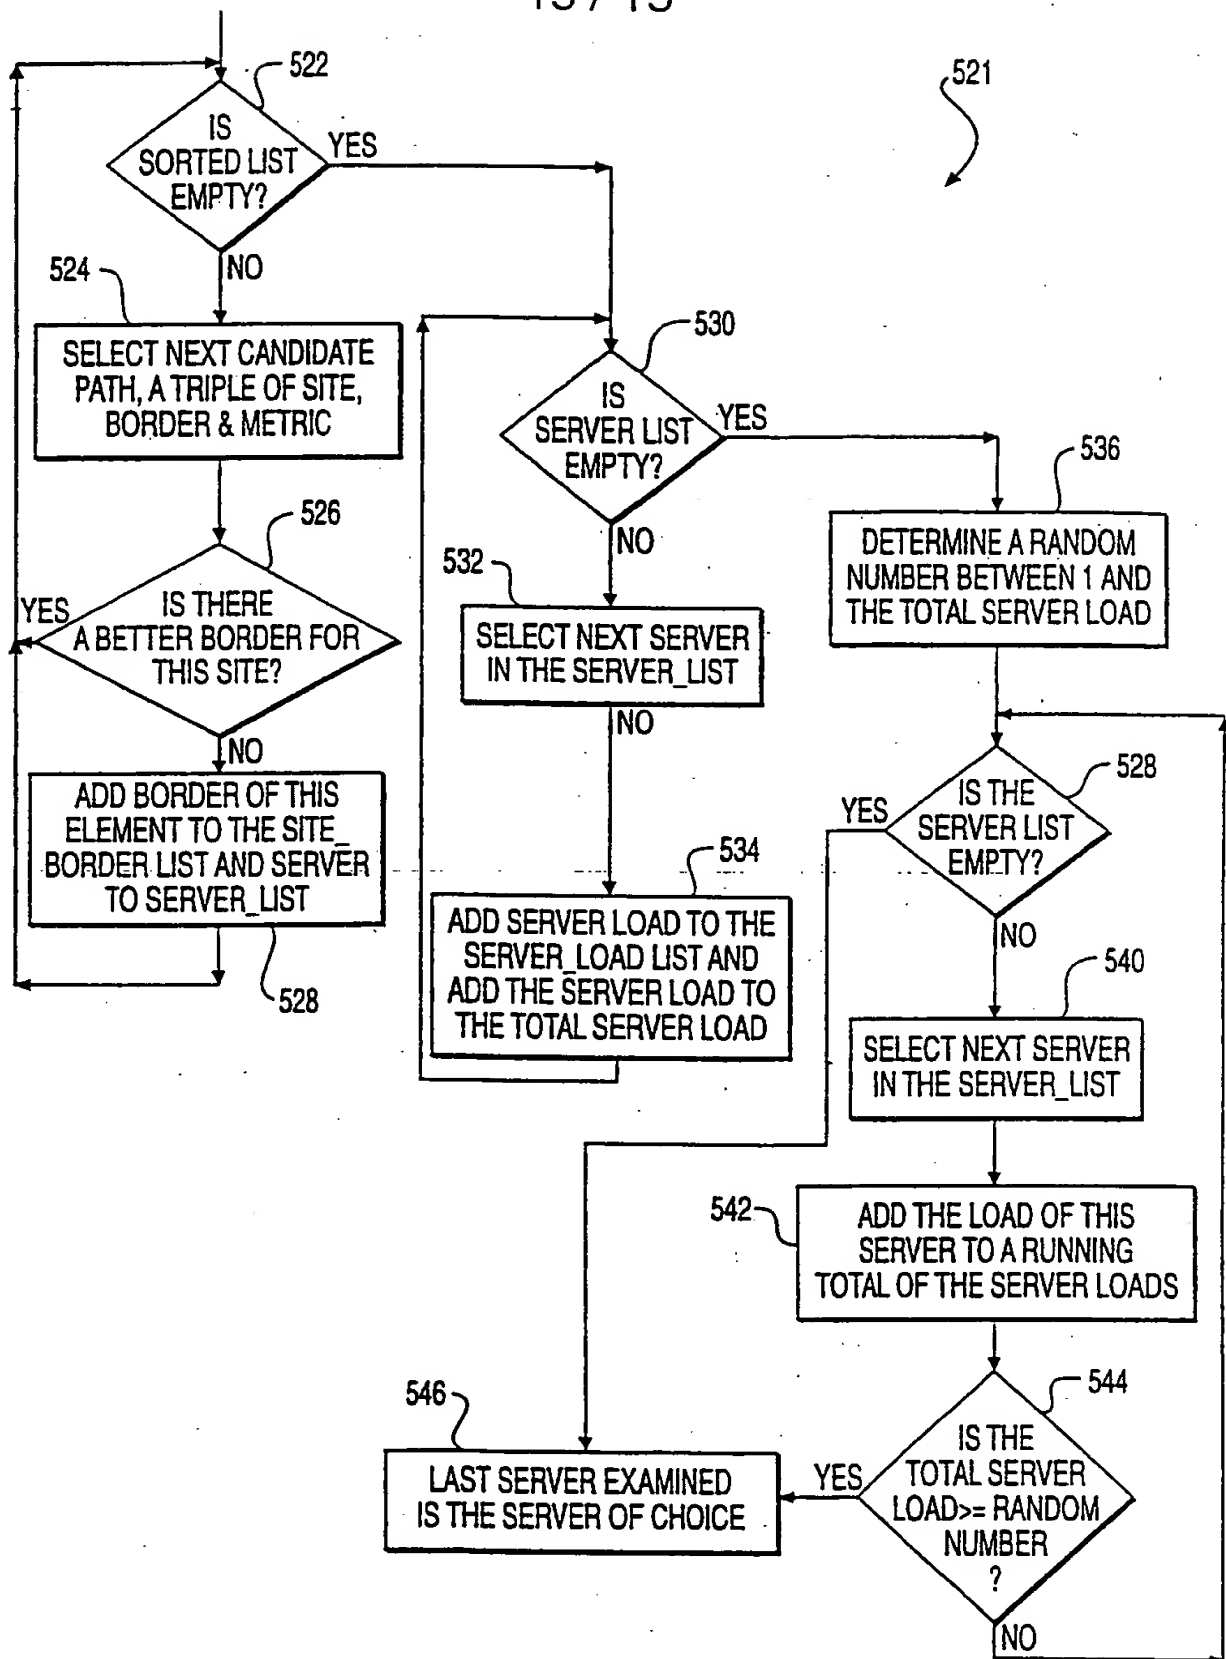 13 / 13
522
521
IS
SORTED LIST
EMPTY?
YES
NO
524
SELECT NEXT CANDIDATE
PATH, A TRIPLE OF SITE,
BORDER & METRIC
526
YES
IS THERE
A BETTER BORDER FOR
THIS SITE?
NO
ADD BORDER OF THIS
ELEMENT TO THE SITE_
BORDER LIST AND SERVER
TO SERVER_LIST
528
530
IS
SERVER LIST
EMPTY?
YES
NO
532
SELECT NEXT SERVER
IN THE SERVER_LIST
NO
534
ADD SERVER LOAD TO THE
SERVER_LOAD LIST AND
ADD THE SERVER LOAD TO
THE TOTAL SERVER LOAD
536
DETERMINE A RANDOM
NUMBER BETWEEN 1 AND
THE TOTAL SERVER LOAD
528
YES
IS THE
SERVER LIST
EMPTY?
NO
540
SELECT NEXT SERVER
IN THE SERVER_LIST
542
ADD THE LOAD OF THIS
SERVER TO A RUNNING
TOTAL OF THE SERVER LOADS
544
IS THE
TOTAL SERVER
LOAD>= RANDOM
NUMBER
?
YES
NO
546
LAST SERVER EXAMINED
IS THE SERVER OF CHOICE